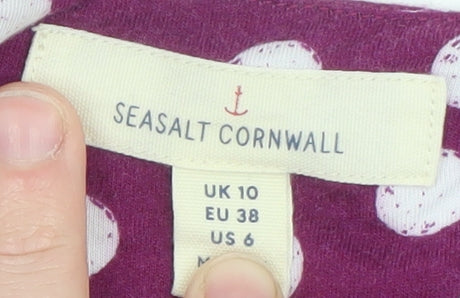 SEASALT CORNWALL
UK 10
EU 38
US 6